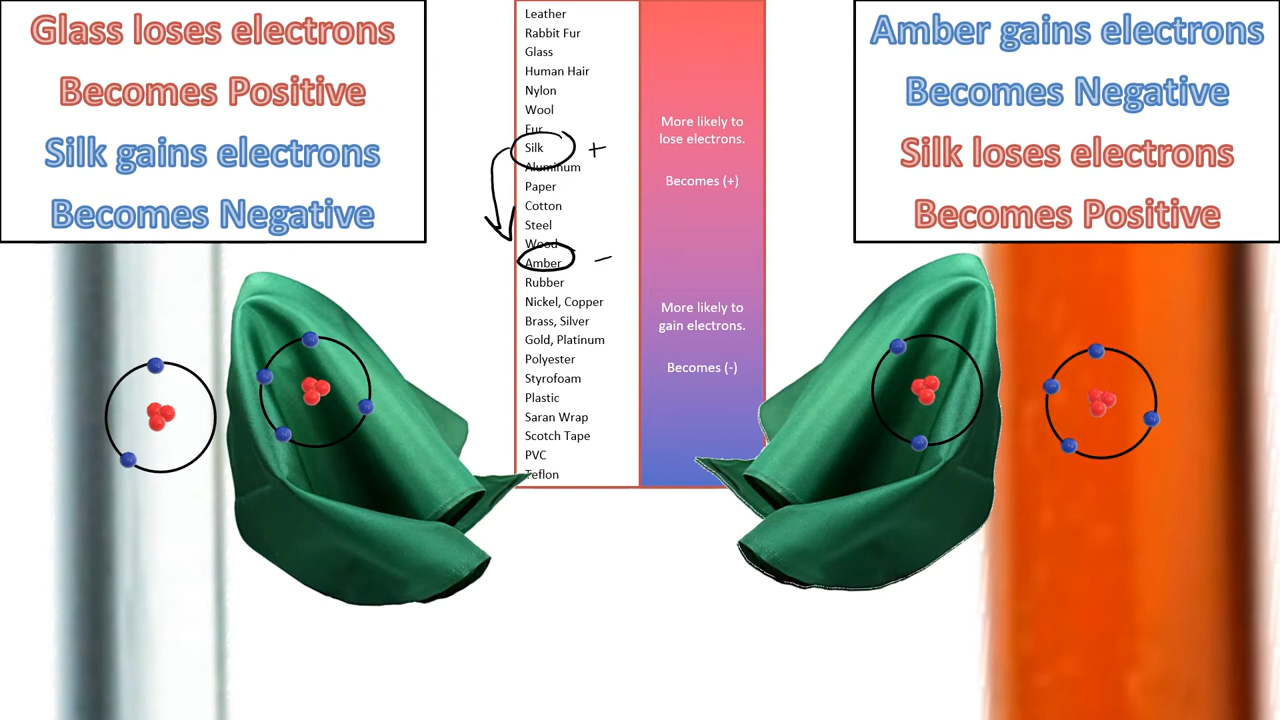 Glass loses electrons
Becomes Positive
Silk gains electrons
Becomes Negative
Leather
Rabbit Fur
Glass
Human Hair
Nylon
Wool
Fur
Silk +
Aluminum
Paper
Cotton
Steel
Wood
Amber −
Rubber
Nickel, Copper
Brass, Silver
Gold, Platinum
Polyester
Styrofoam
Plastic
Saran Wrap
Scotch Tape
PVC
Teflon
More likely to
lose electrons.
Becomes (+)
More likely to
gain electrons.
Becomes (-)
Amber gains electrons
Becomes Negative
Silk loses electrons
Becomes Positive